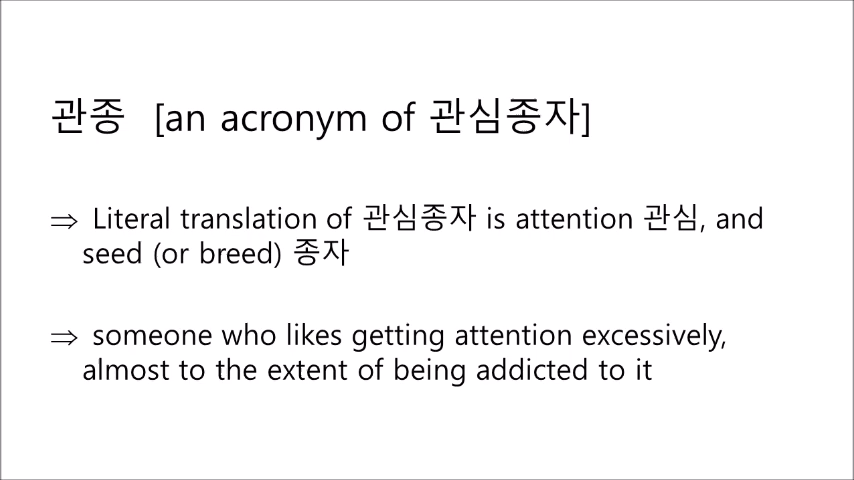 관종 [an acronym of 관심종자]
⇒ Literal translation of 관심종자 is attention 관심, and
seed (or breed) 종자
⇒ someone who likes getting attention excessively,
almost to the extent of being addicted to it